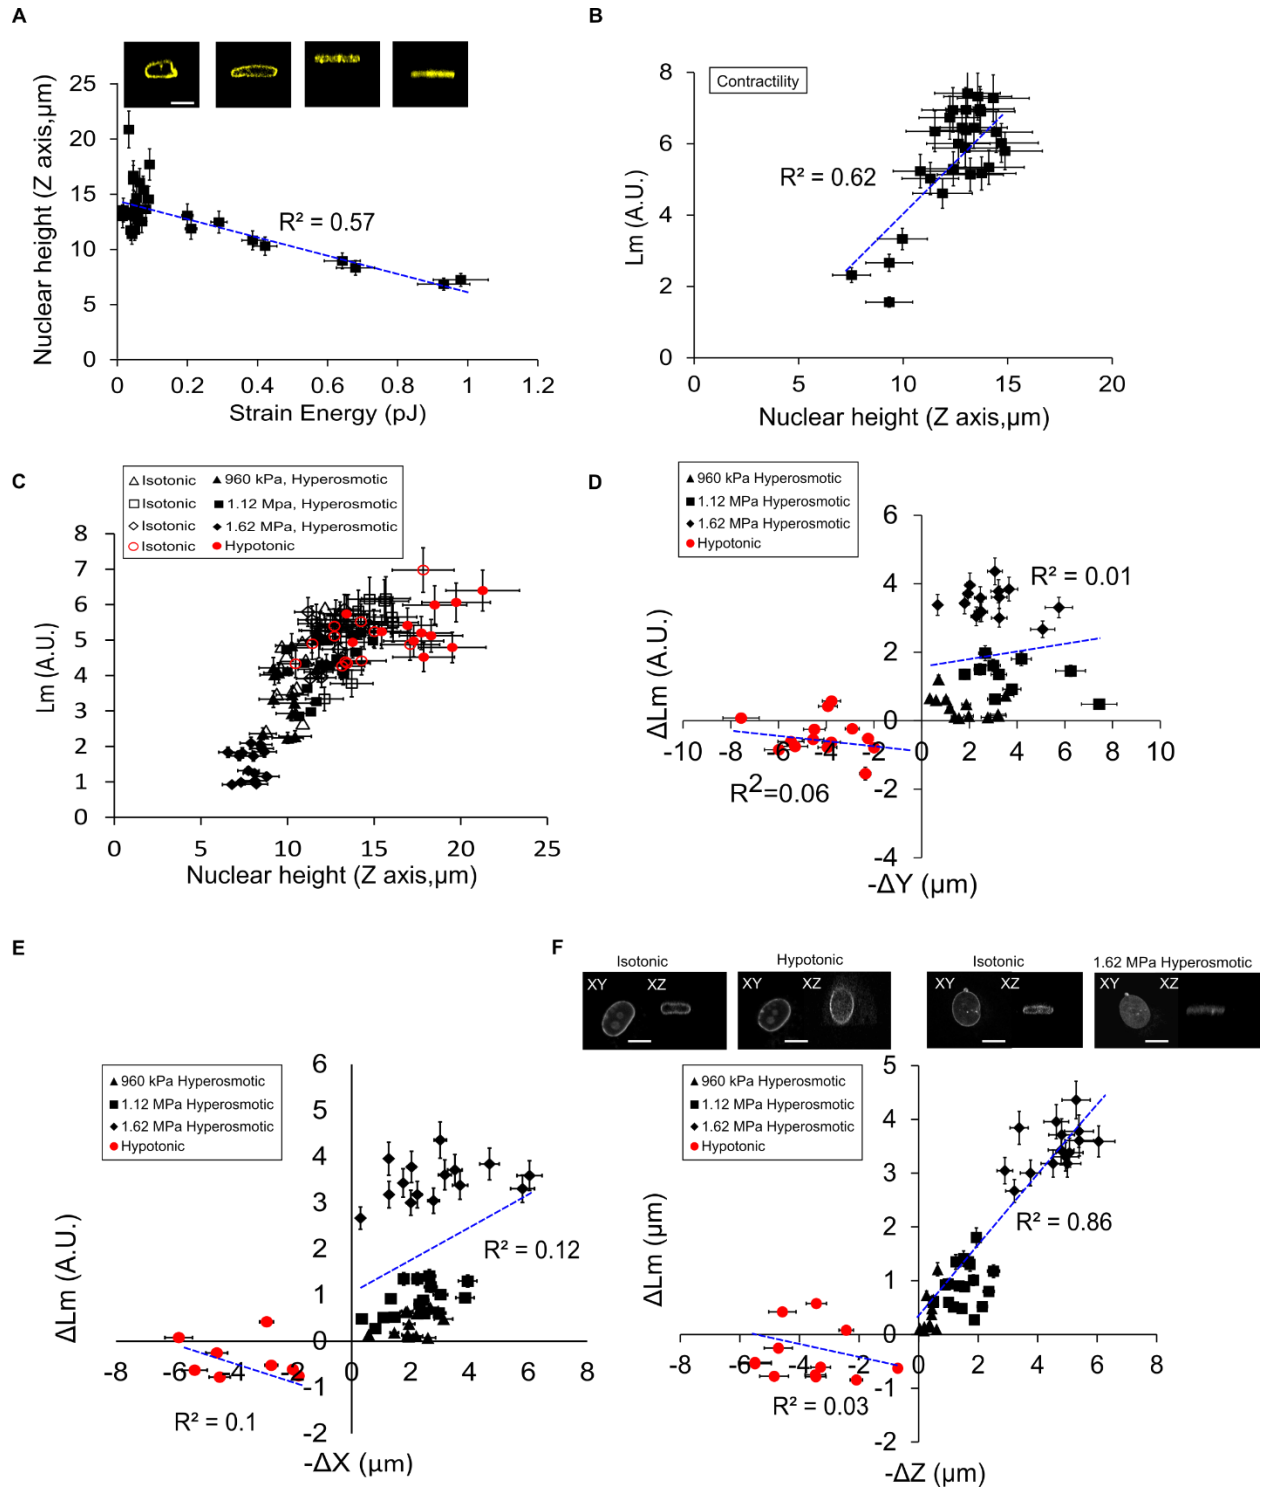 A
25
20
15
10
5
0
0
0.2
0.4
0.6
0.8
1
1.2
Nuclear height (Z axis,μm)
Strain Energy (pJ)
R² = 0.57
B
Contractility
8
6
4
2
0
0
5
10
15
20
Lm (A.U.)
Nuclear height (Z axis,μm)
R² = 0.62
C
Isotonic 960 kPa, Hyperosmotic
Isotonic 1.12 Mpa, Hyperosmotic
Isotonic 1.62 MPa, Hyperosmotic
Isotonic Hypotonic
8
7
6
5
4
3
2
1
0
0
5
10
15
20
25
Lm (A.U.)
Nuclear height (Z axis,μm)
D
960 kPa Hyperosmotic
1.12 MPa Hyperosmotic
1.62 MPa Hyperosmotic
Hypotonic
6
4
2
0
-2
-4
-10
-8
-6
-4
-2
0
2
4
6
8
10
ΔLm (A.U.)
-ΔY (μm)
R² = 0.01
R²=0.06
E
960 kPa Hyperosmotic
1.12 MPa Hyperosmotic
1.62 MPa Hyperosmotic
Hypotonic
6
5
4
3
2
1
0
-1
-2
-8
-6
-4
-2
0
2
4
6
8
ΔLm (A.U.)
-ΔX (μm)
R² = 0.12
R² = 0.1
F
Isotonic
Hypotonic
Isotonic
1.62 MPa Hyperosmotic
XY XZ
XY XZ
XY XZ
XY XZ
960 kPa Hyperosmotic
1.12 MPa Hyperosmotic
1.62 MPa Hyperosmotic
Hypotonic
5
4
3
2
1
0
-1
-2
-8
-6
-4
-2
0
2
4
6
8
ΔLm (μm)
-ΔZ (μm)
R² = 0.86
R² = 0.03